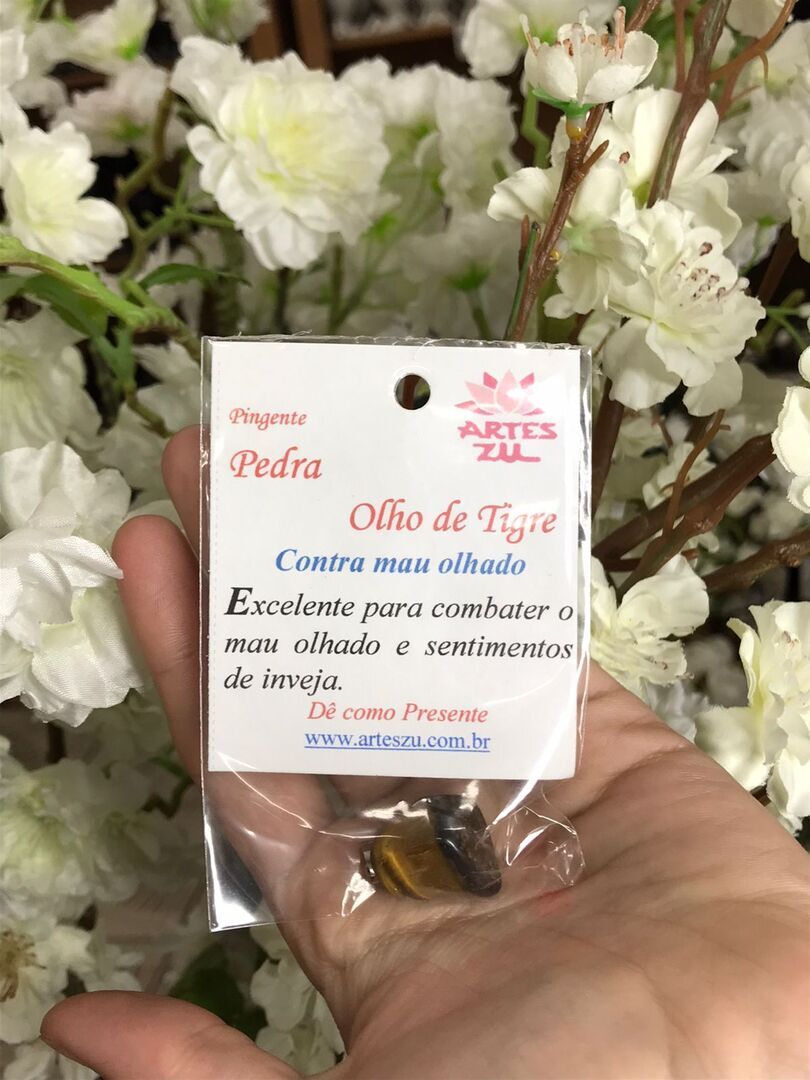 Pingente
ARTES
ZU
Pedra
Olho de Tigre
Contra mau olhado
Excelente para combater o
mau olhado e sentimentos
de inveja.
Dê como Presente
www.arteszu.com.br